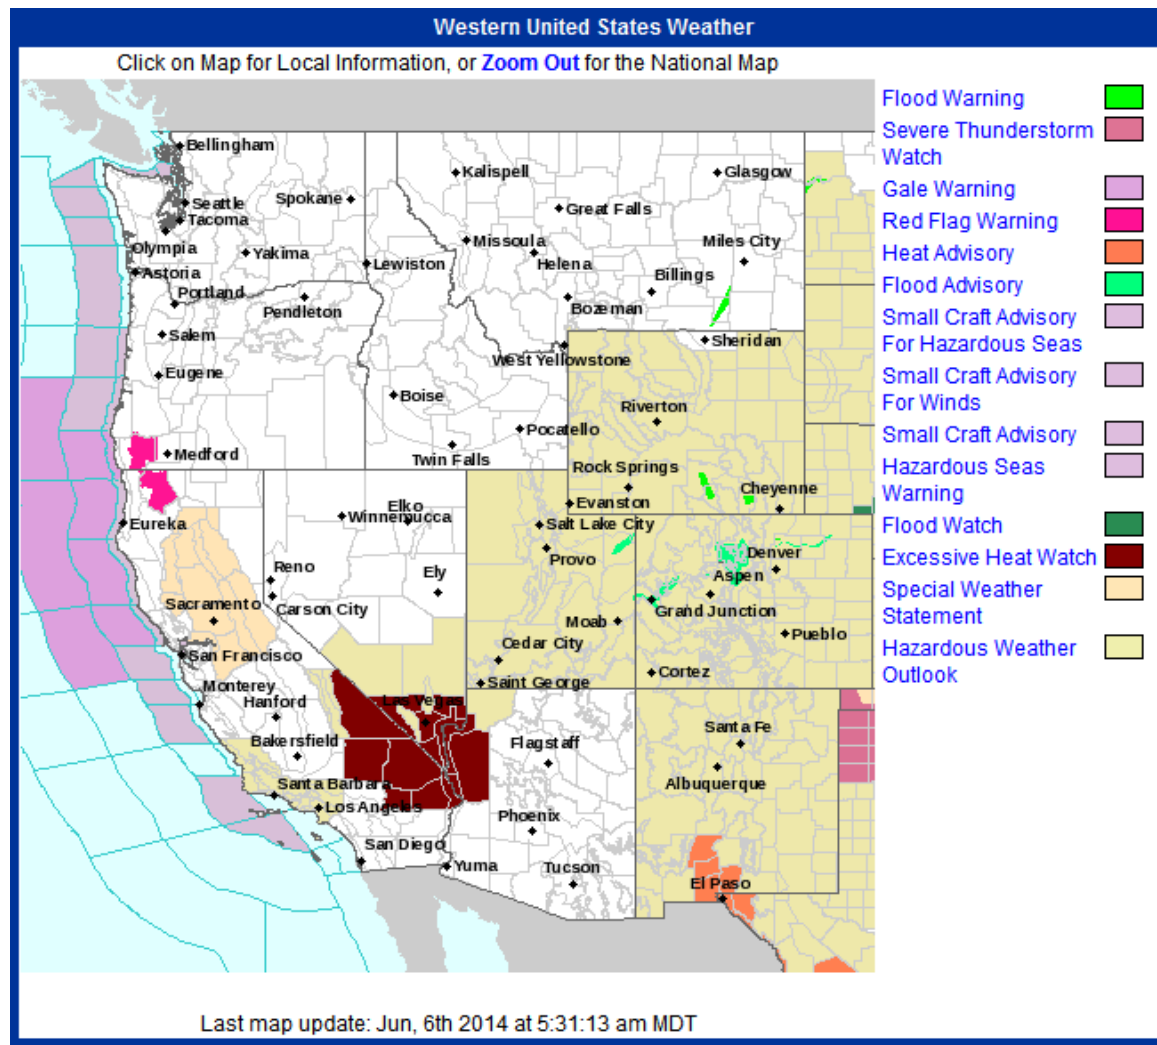 Western United States Weather
Click on Map for Local Information, or Zoom Out for the National Map
Flood Warning
Severe Thunderstorm
Watch
Gale Warning
Red Flag Warning
Heat Advisory
Flood Advisory
Small Craft Advisory
For Hazardous Seas
Small Craft Advisory
For Winds
Small Craft Advisory
Hazardous Seas
Warning
Flood Watch
Excessive Heat Watch
Special Weather
Statement
Hazardous Weather
Outlook
Bellingham
Kalispell
Glasgow
Seattle
Spokane
Tacoma
Great Falls
Olympia
Yakima
Missoula
Miles City
Helena
Lewiston
Astoria
Billings
Portland
Pendleton
Bozeman
Salem
Sheridan
West Yellowstone
Eugene
Boise
Riverton
Pocatello
Medford
Twin Falls
Rock Springs
Cheyenne
Evanston
Elko
Winnemucca
Eureka
Salt Lake City
Provo
Denver
Reno
Ely
Aspen
Sacramento
Carson City
Grand Junction
Moab
Pueblo
San Francisco
Cedar City
Cortez
Saint George
Monterey
Hanford
Las Vegas
Santa Fe
Bakersfield
Flagstaff
Albuquerque
Santa Barbara
Los Angeles
Phoenix
San Diego
Yuma
Tucson
El Paso
Last map update: Jun, 6th 2014 at 5:31:13 am MDT